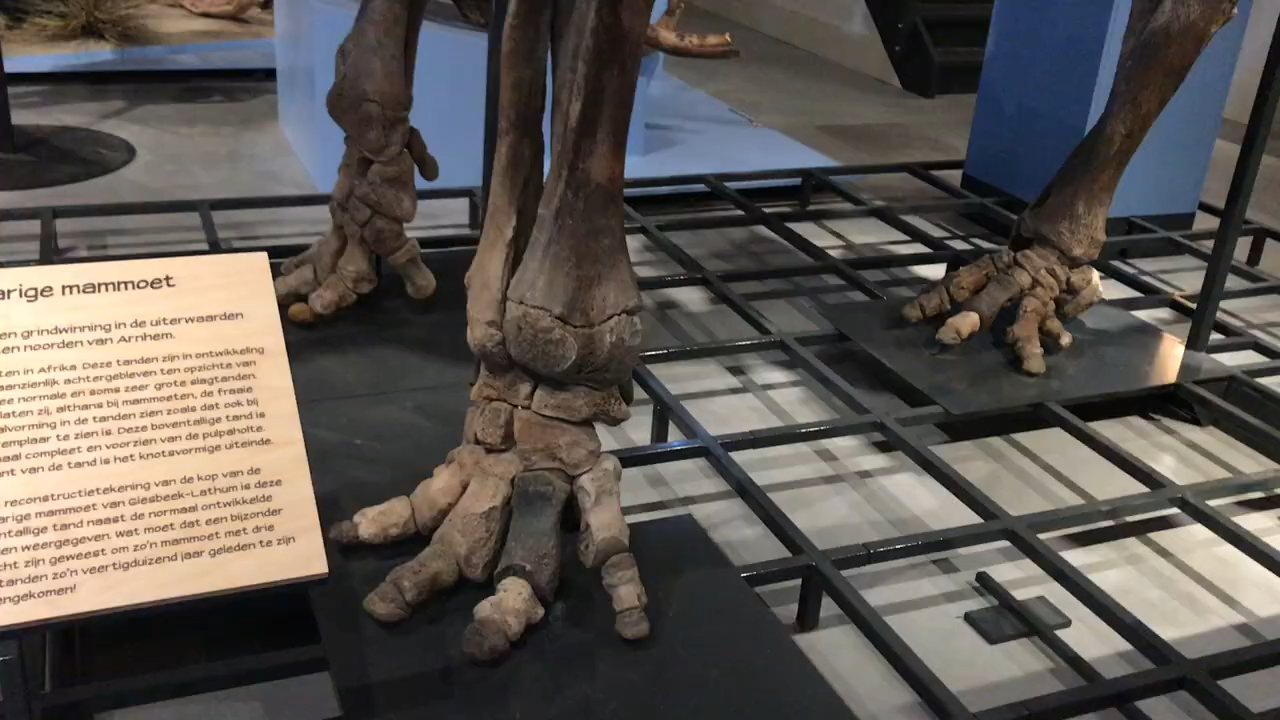 arige mammoet
en grindwinning in de uiterwaarden
en noorden van Arnhem.
ten in Afrika. Deze tanden zijn in ontwikkeling
aanzienlijk achtergebleven ten opzichte van
ee normale en soms zeer grote slagtanden.
laten zij, althans bij mammoeten, de fraaie
alvorming in de tanden zien zoals dat ook bij
emplaar te zien is. Deze boventallige tand is
aal compleet en voorzien van de pulpaholte.
nt van de tand is het knotsvormige uiteinde.
reconstructietekening van de kop van de
arige mammoet van Giesbeek-Lathum is deze
ntallige tand naast de normaal ontwikkelde
en weergegeven. Wat moet dat een bijzonder
cht zijn geweest om zo'n mammoet met drie
tanden zo'n veertigduizend jaar geleden te zijn
engekomen!